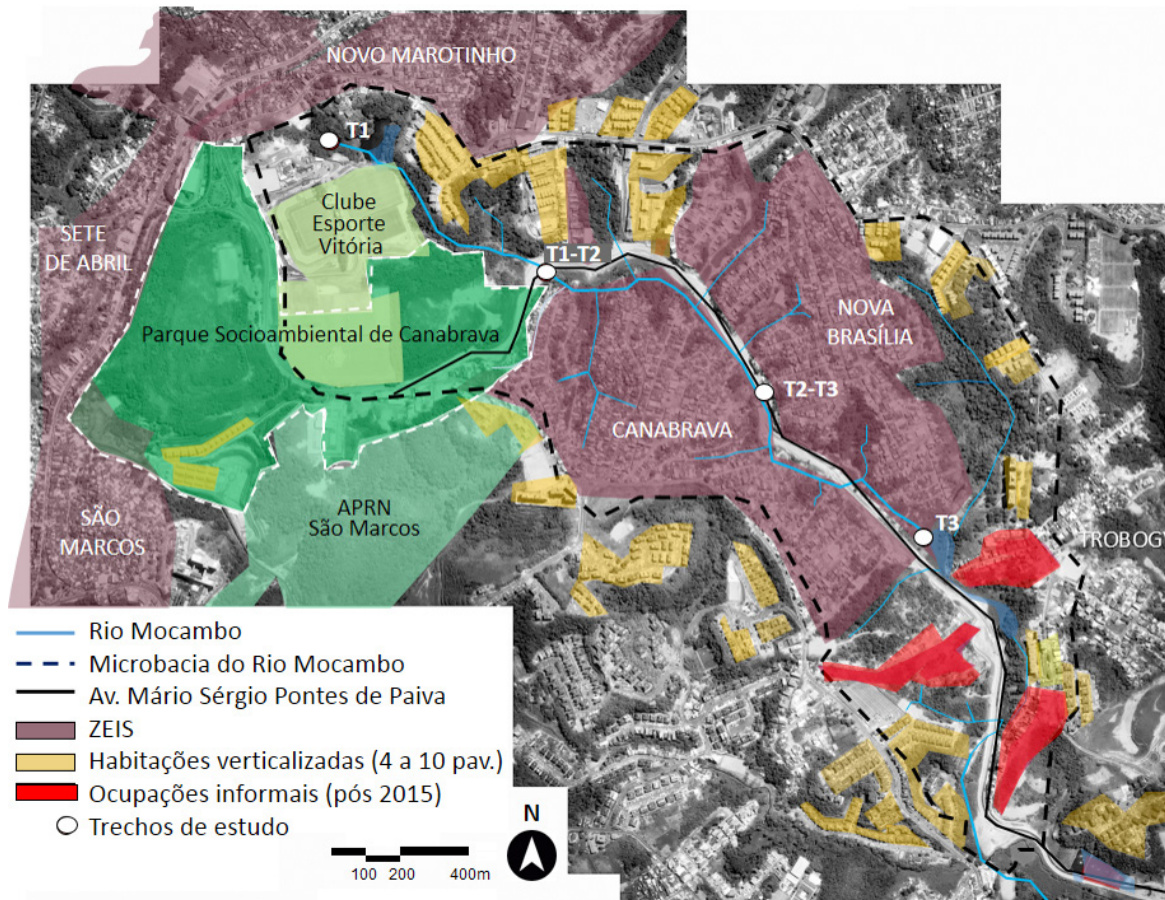 NOVO MAROTINHO
T1
Clube
Esporte
Vitória
SETE
DE ABRIL
T1-T2
Parque Socioambiental de Canabrava
NOVA
BRASÍLIA
T2-T3
CANABRAVA
APRN
São Marcos
SÃO
MARCOS
T3
TROBOGY
Rio Mocambo
Microbacia do Rio Mocambo
Av. Mário Sérgio Pontes de Paiva
ZEIS
Habitações verticalizadas (4 a 10 pav.)
Ocupações informais (pós 2015)
Trechos de estudo
N
100 200 400m